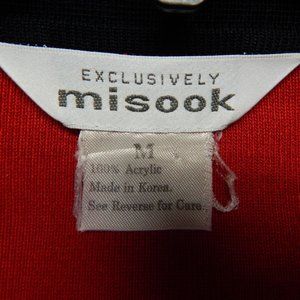 EXCLUSIVELY
misook
M
100% Acrylic
Made in Korea.
See Reverse for Care.